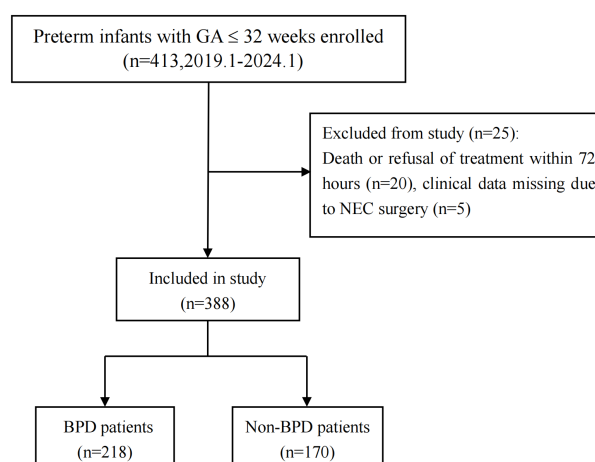 Preterm infants with GA ≤ 32 weeks enrolled
(n=413,2019.1-2024.1)
Excluded from study (n=25):
Death or refusal of treatment within 72
hours (n=20), clinical data missing due
to NEC surgery (n=5)
Included in study
(n=388)
BPD patients
(n=218)
Non-BPD patients
(n=170)